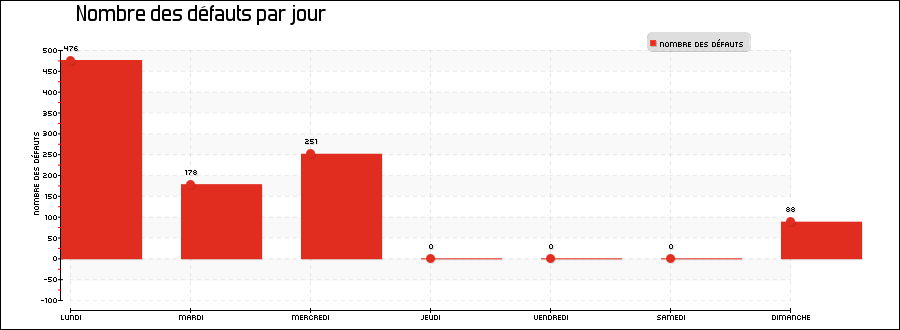 Nombre des défauts par jour
NOMBRE DES DÉFAUTS
500
450
400
350
300
250
200
150
100
50
0
-50
-100
NOMBRE DES DÉFAUTS
476
178
251
0
0
0
88
LUNDI
MARDI
MERCREDI
JEUDI
VENDREDI
SAMEDI
DIMANCHE